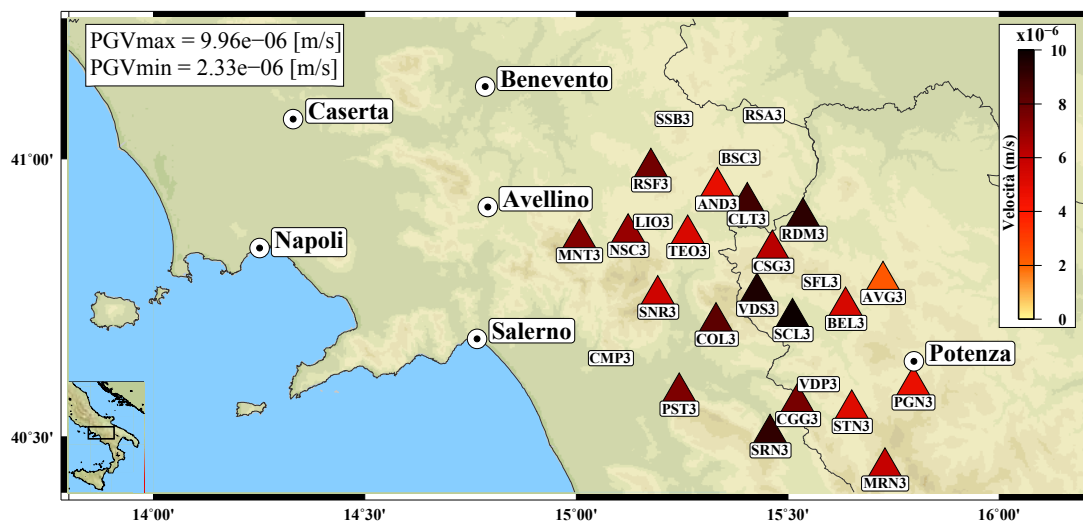 PGVmax = 9.96e−06 [m/s]
PGVmin = 2.33e−06 [m/s]
x10⁻⁶
10
8
6
4
2
0
Velocità (m/s)
Benevento
Caserta
Avellino
Napoli
Salerno
Potenza
SSB3
RSA3
BSC3
RSF3
AND3
CLT3
LIO3
RDM3
MNT3
NSC3
TEO3
CSG3
SFL3
AVG3
SNR3
VDS3
BEL3
COL3
SCL3
CMP3
VDP3
PST3
CGG3
STN3
PGN3
SRN3
MRN3
41˚00'
40˚30'
14˚00'
14˚30'
15˚00'
15˚30'
16˚00'